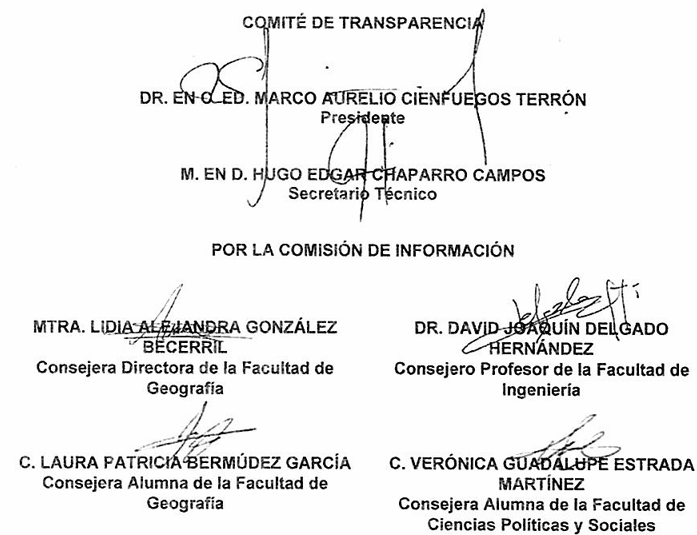 COMITÉ DE TRANSPARENCIA
DR. EN C. ED. MARCO AURELIO CIENFUEGOS TERRÓN
Presidente
M. EN D. HUGO EDGAR CHAPARRO CAMPOS
Secretario Técnico
POR LA COMISIÓN DE INFORMACIÓN
MTRA. LIDIA ALEJANDRA GONZÁLEZ
BECERRIL
Consejera Directora de la Facultad de
Geografía
DR. DAVID JOAQUÍN DELGADO
HERNÁNDEZ
Consejero Profesor de la Facultad de
Ingeniería
C. LAURA PATRICIA BERMÚDEZ GARCÍA
Consejera Alumna de la Facultad de
Geografía
C. VERÓNICA GUADALUPE ESTRADA
MARTÍNEZ
Consejera Alumna de la Facultad de
Ciencias Políticas y Sociales